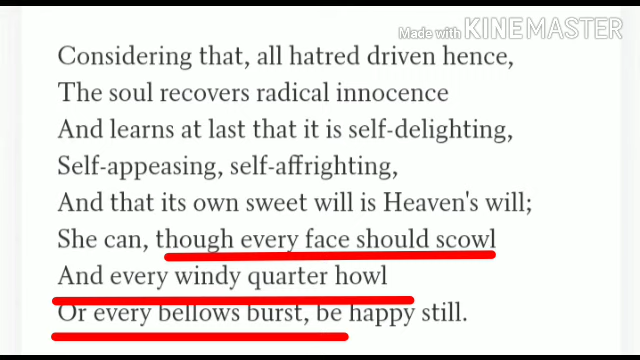 Made with KINEMASTER
Considering that, all hatred driven hence,
The soul recovers radical innocence
And learns at last that it is self-delighting,
Self-appeasing, self-affrighting,
And that its own sweet will is Heaven's will;
She can, though every face should scowl
And every windy quarter howl
Or every bellows burst, be happy still.